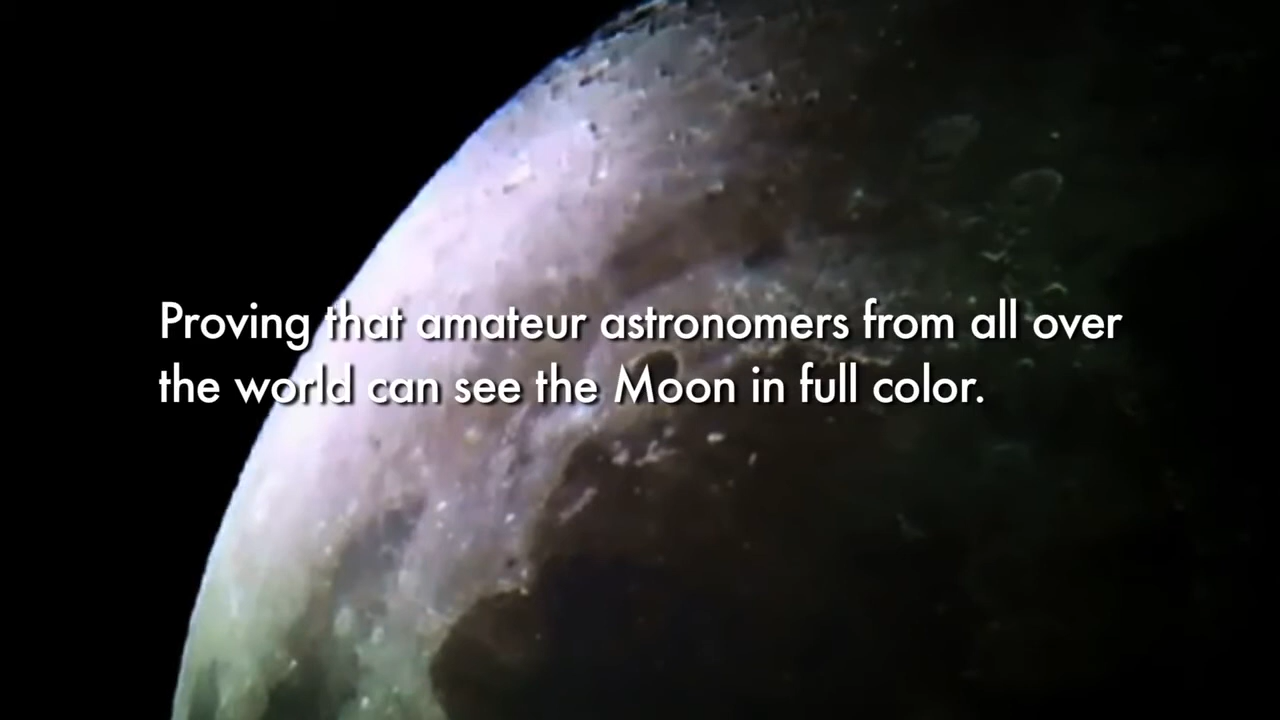 Proving that amateur astronomers from all over
the world can see the Moon in full color.